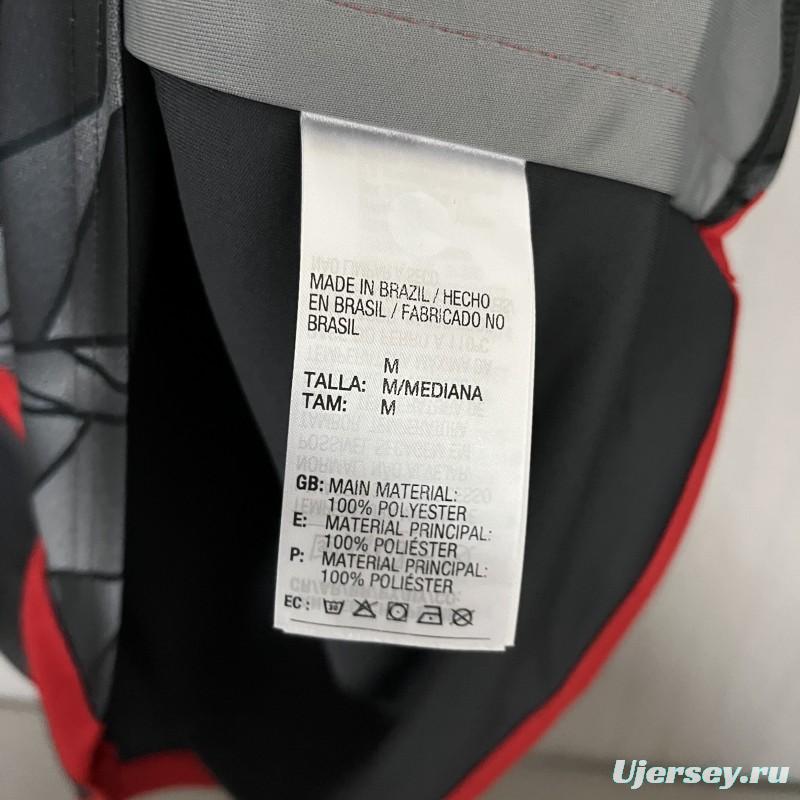 MADE IN BRAZIL / HECHO
EN BRASIL / FABRICADO NO
BRASIL
M
TALLA: M/MEDIANA
TAM: M
GB: MAIN MATERIAL:
100% POLYESTER
E: MATERIAL PRINCIPAL:
100% POLIÉSTER
P: MATERIAL PRINCIPAL:
100% POLIÉSTER
EC:
Ujersey.ru